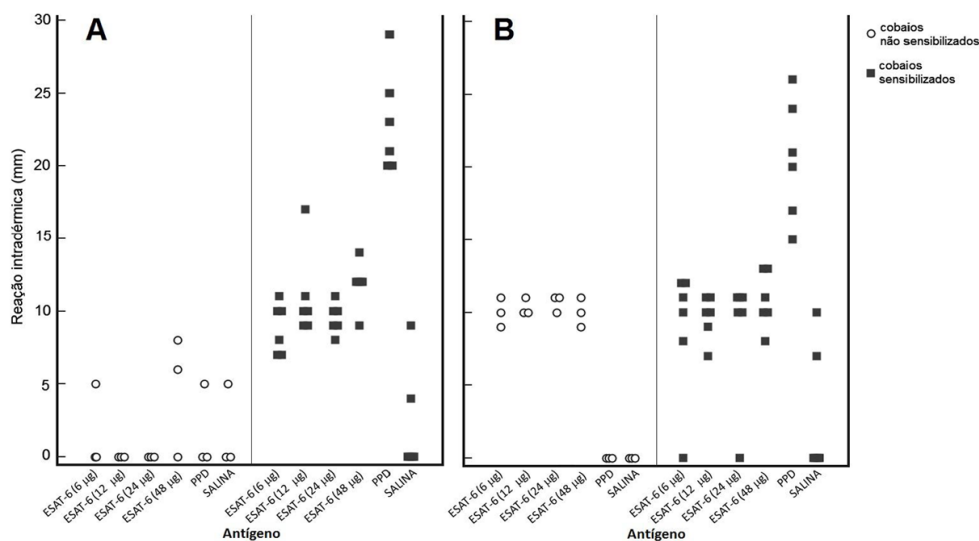 A
B
cobaios
não sensibilizados
cobaios
sensibilizados
Reação intradérmica (mm)
30
25
20
15
10
5
0
ESAT-6 (6 µg)
ESAT-6 (12 µg)
ESAT-6 (24 µg)
ESAT-6 (48 µg)
PPD
SALINA
ESAT-6 (6 µg)
ESAT-6 (12 µg)
ESAT-6 (24 µg)
ESAT-6 (48 µg)
PPD
SALINA
ESAT-6 (6 µg)
ESAT-6 (12 µg)
ESAT-6 (24 µg)
ESAT-6 (48 µg)
PPD
SALINA
ESAT-6 (6 µg)
ESAT-6 (12 µg)
ESAT-6 (24 µg)
ESAT-6 (48 µg)
PPD
SALINA
Antígeno
Antígeno